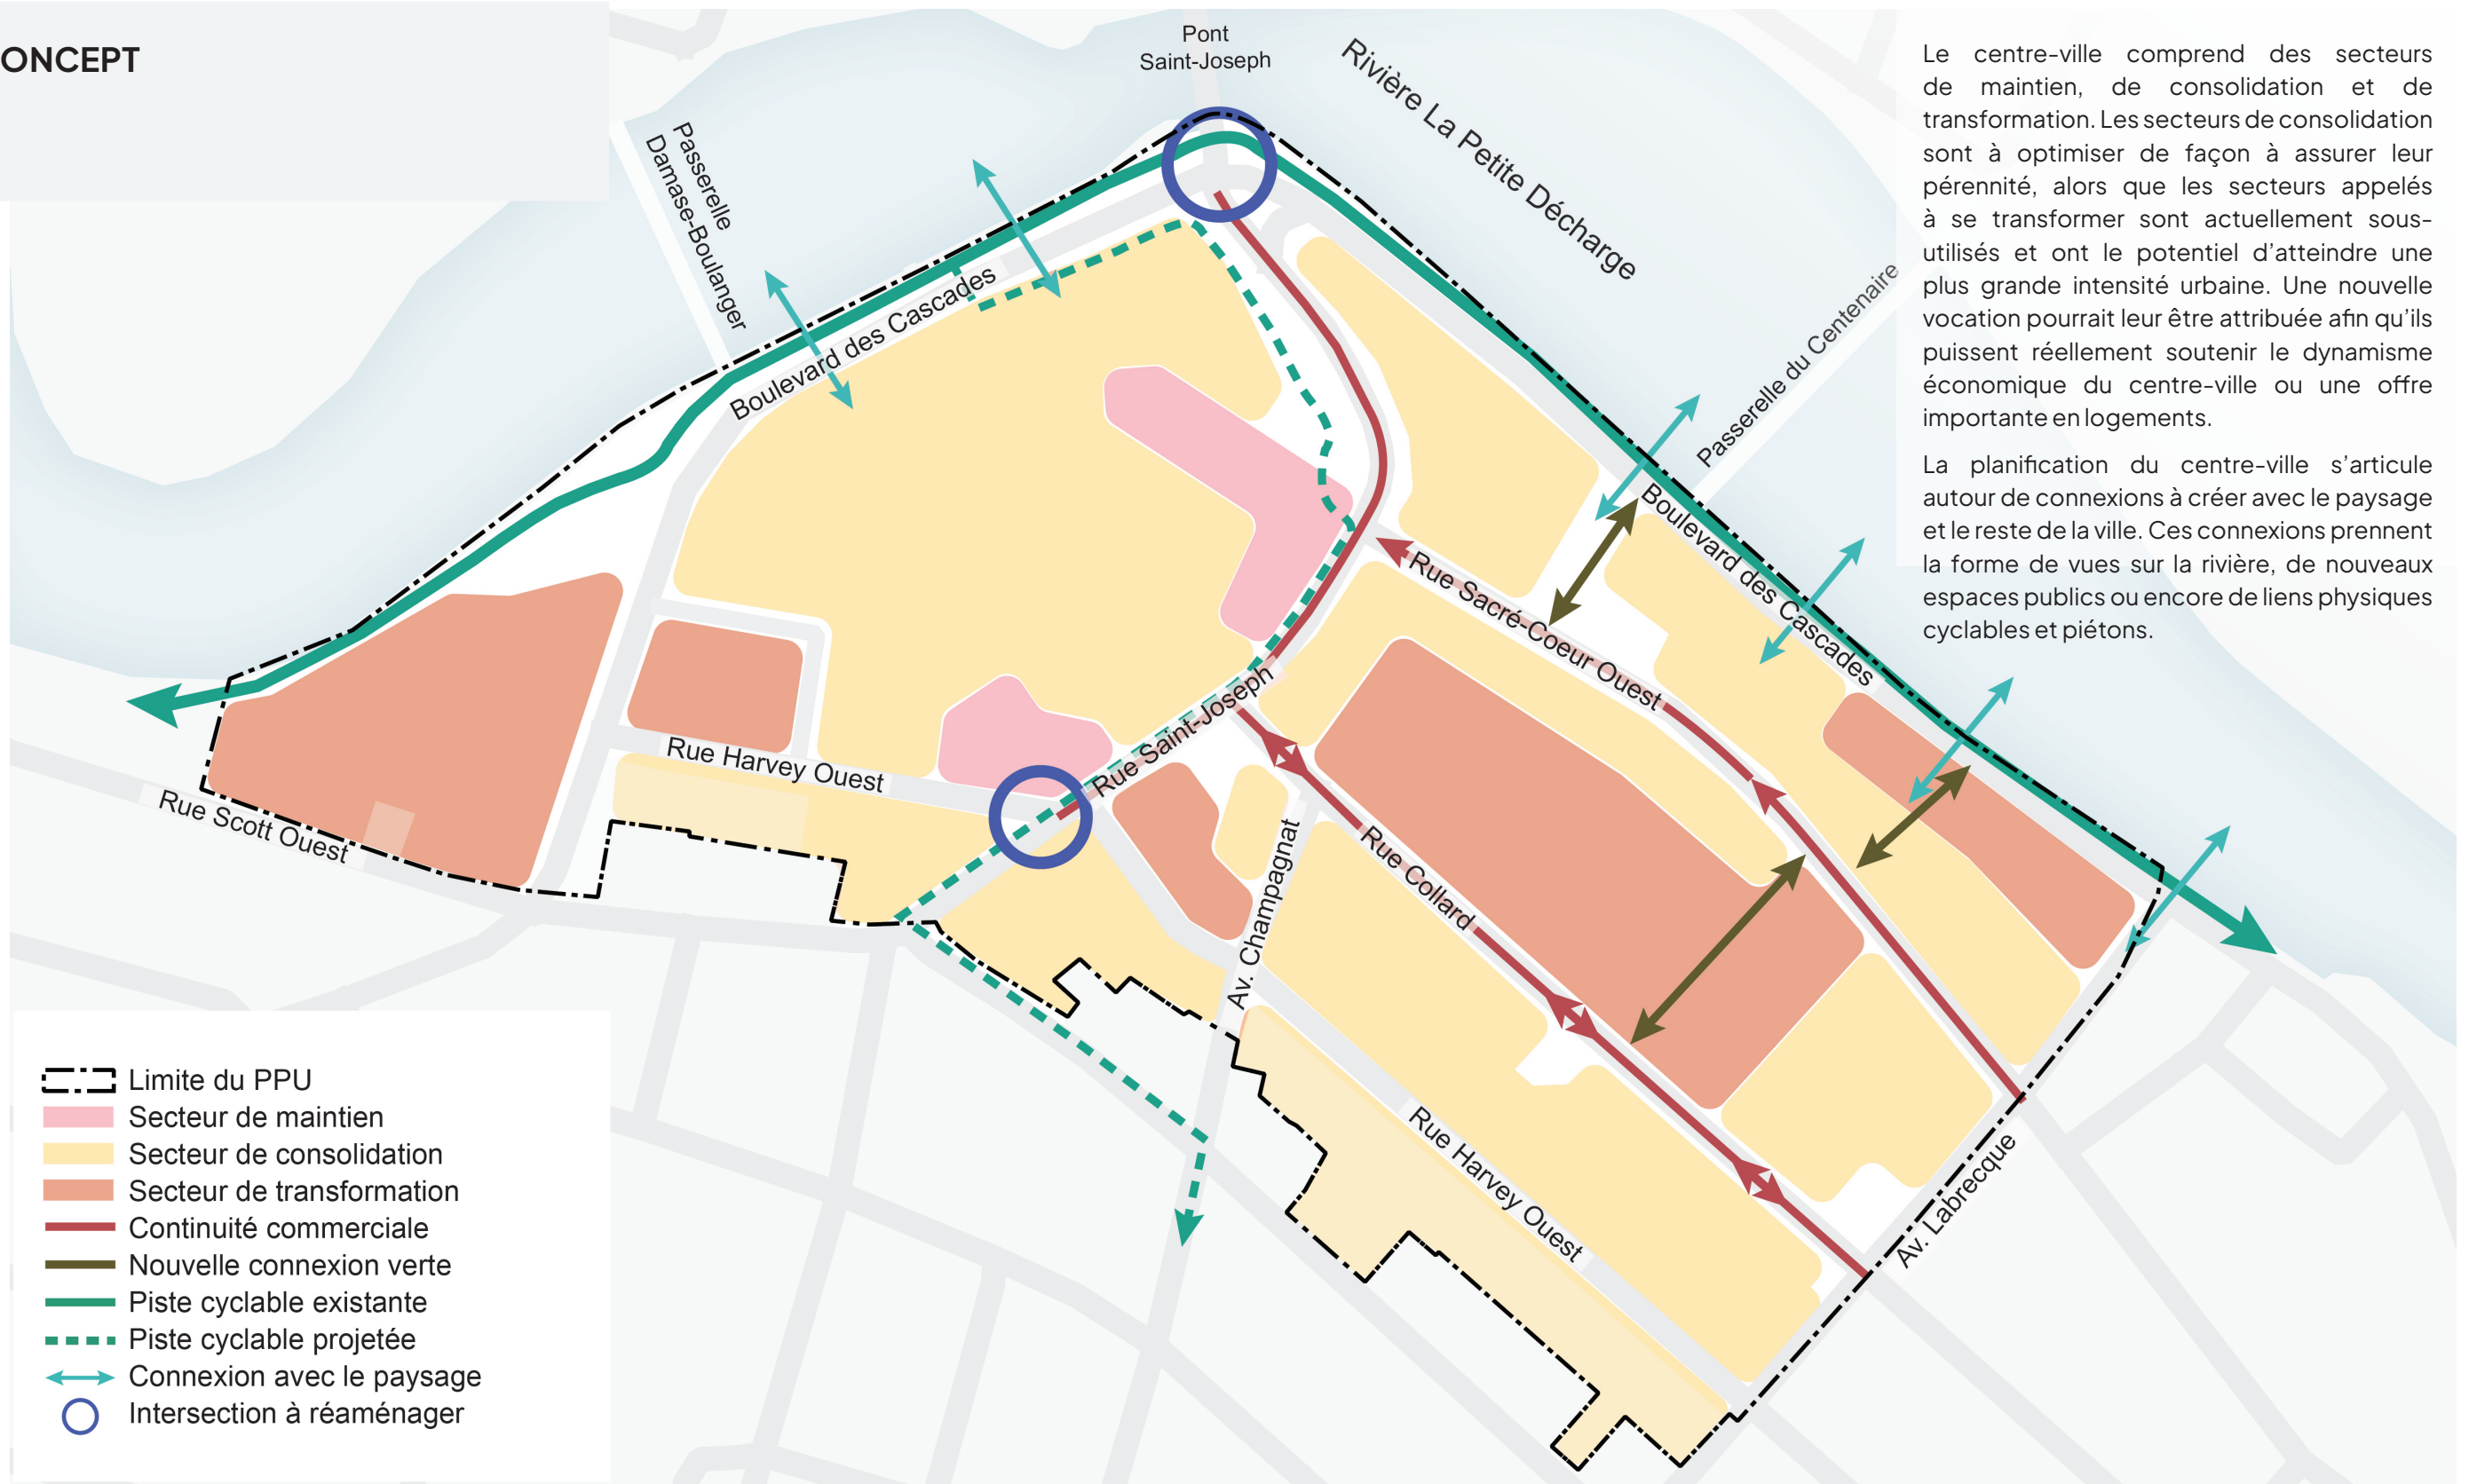 ONCEPT
Pont
Saint-Joseph
Rivière La Petite Décharge
Passerelle
Damase-Boulanger
Boulevard des Cascades
Passerelle du Centenaire
Boulevard des Cascades
Rue Sacré-Coeur Ouest
Rue Saint-Joseph
Rue Harvey Ouest
Rue Scott Ouest
Rue Collard
Av. Champagnat
Rue Harvey Ouest
Av. Labrecque
Le centre-ville comprend des secteurs
de maintien, de consolidation et de
transformation. Les secteurs de consolidation
sont à optimiser de façon à assurer leur
pérennité, alors que les secteurs appelés
à se transformer sont actuellement sous-
utilisés et ont le potentiel d’atteindre une
plus grande intensité urbaine. Une nouvelle
vocation pourrait leur être attribuée afin qu’ils
puissent réellement soutenir le dynamisme
économique du centre-ville ou une offre
importante en logements.
La planification du centre-ville s’articule
autour de connexions à créer avec le paysage
et le reste de la ville. Ces connexions prennent
la forme de vues sur la rivière, de nouveaux
espaces publics ou encore de liens physiques
cyclables et piétons.
Limite du PPU
Secteur de maintien
Secteur de consolidation
Secteur de transformation
Continuité commerciale
Nouvelle connexion verte
Piste cyclable existante
Piste cyclable projetée
Connexion avec le paysage
Intersection à réaménager